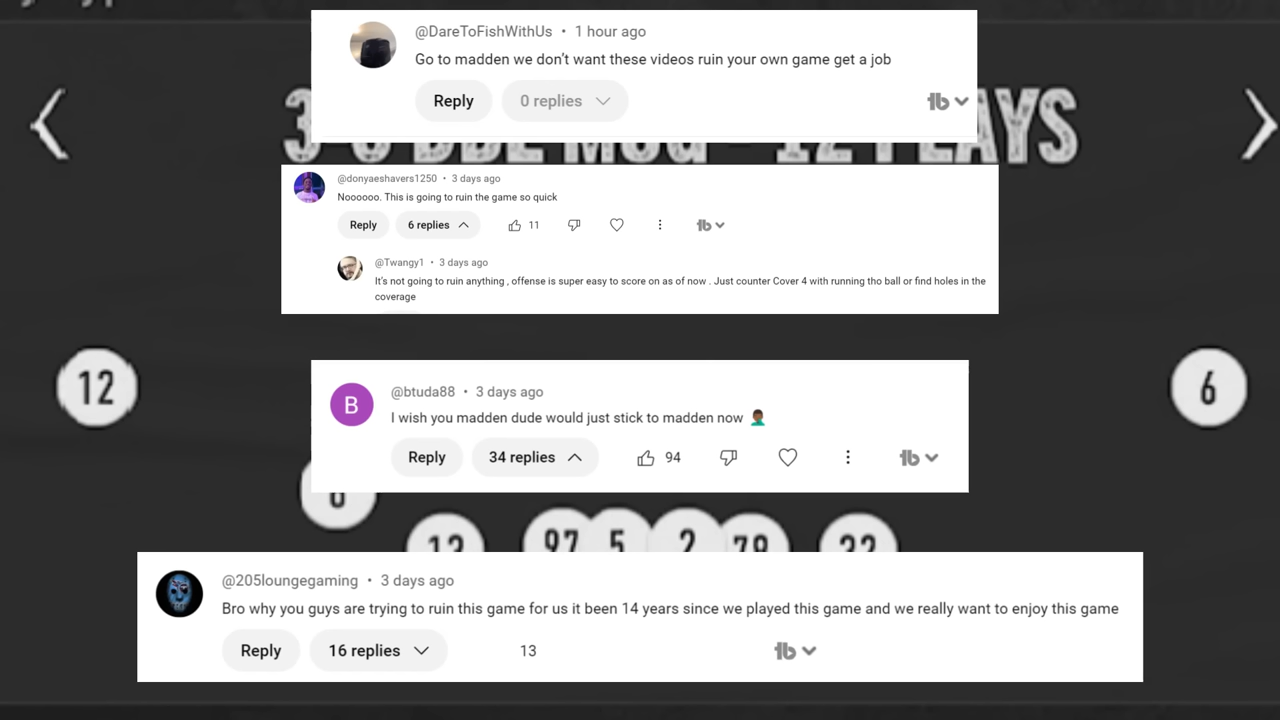 @DareToFishWithUs • 1 hour ago
Go to madden we don’t want these videos ruin your own game get a job
Reply 0 replies
@donyaeshavers1250 • 3 days ago
Noooooo. This is going to ruin the game so quick
Reply 6 replies 11
@Twangy1 • 3 days ago
It’s not going to ruin anything , offense is super easy to score on as of now . Just counter Cover 4 with running tho ball or find holes in the
coverage
12
6
B
@btuda88 • 3 days ago
I wish you madden dude would just stick to madden now
Reply 34 replies 94
97 5 2 79
@205loungegaming • 3 days ago
Bro why you guys are trying to ruin this game for us it been 14 years since we played this game and we really want to enjoy this game
Reply 16 replies 13